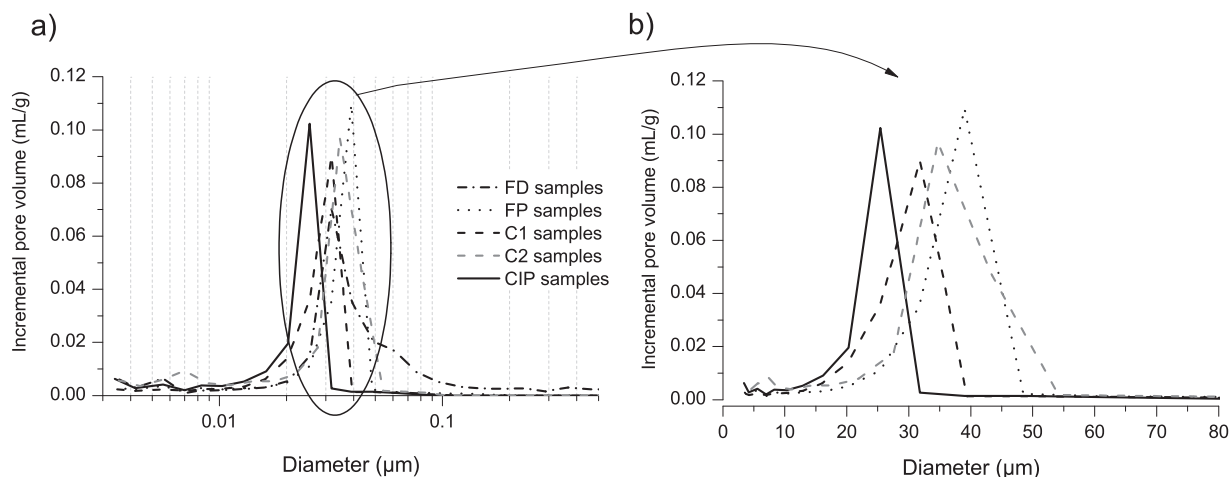 a)
Incremental pore volume (mL/g)
0.12
0.10
0.08
0.06
0.04
0.02
0.00
0.01
0.1
Diameter (µm)
FD samples
FP samples
C1 samples
C2 samples
CIP samples
b)
Incremental pore volume (mL/g)
0.12
0.10
0.08
0.06
0.04
0.02
0.00
0 10 20 30 40 50 60 70 80
Diameter (µm)